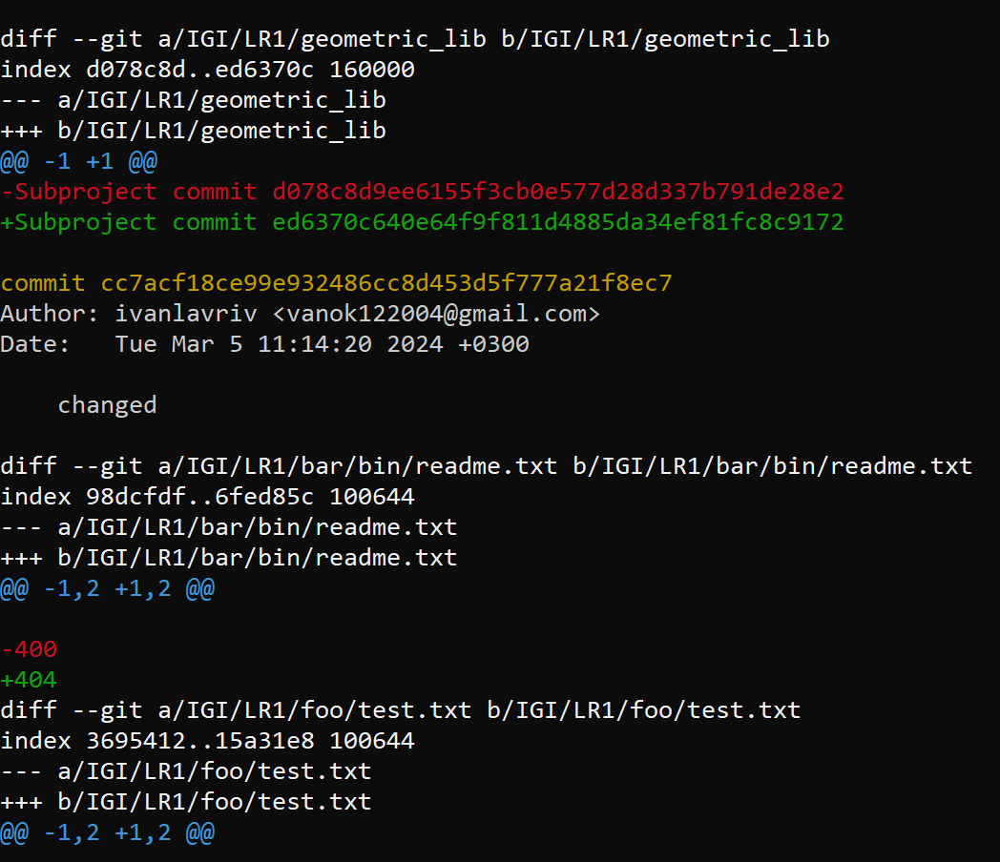 diff --git a/IGI/LR1/geometric_lib b/IGI/LR1/geometric_lib
index d078c8d..ed6370c 160000
--- a/IGI/LR1/geometric_lib
+++ b/IGI/LR1/geometric_lib
@@ -1 +1 @@
-Subproject commit d078c8d9ee6155f3cb0e577d28d337b791de28e2
+Subproject commit ed6370c640e64f9f811d4885da34ef81fc8c9172
commit cc7acf18ce99e932486cc8d453d5f777a21f8ec7
Author: ivanlavriv <vanok122004@gmail.com>
Date:   Tue Mar 5 11:14:20 2024 +0300
    changed
diff --git a/IGI/LR1/bar/bin/readme.txt b/IGI/LR1/bar/bin/readme.txt
index 98dcfdf..6fed85c 100644
--- a/IGI/LR1/bar/bin/readme.txt
+++ b/IGI/LR1/bar/bin/readme.txt
@@ -1,2 +1,2 @@
-400
+404
diff --git a/IGI/LR1/foo/test.txt b/IGI/LR1/foo/test.txt
index 3695412..15a31e8 100644
--- a/IGI/LR1/foo/test.txt
+++ b/IGI/LR1/foo/test.txt
@@ -1,2 +1,2 @@